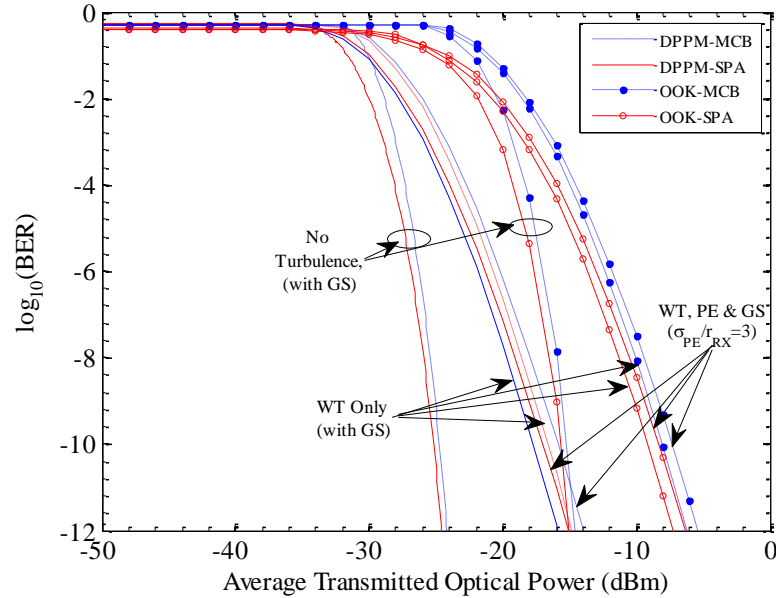 0
-2
-4
-6
-8
-10
-12
-50
-40
-30
-20
-10
0
log10(BER)
Average Transmitted Optical Power (dBm)
DPPM-MCB
DPPM-SPA
OOK-MCB
OOK-SPA
No
Turbulence,
(with GS)
WT, PE & GS
(σPE/rRX=3)
WT Only
(with GS)